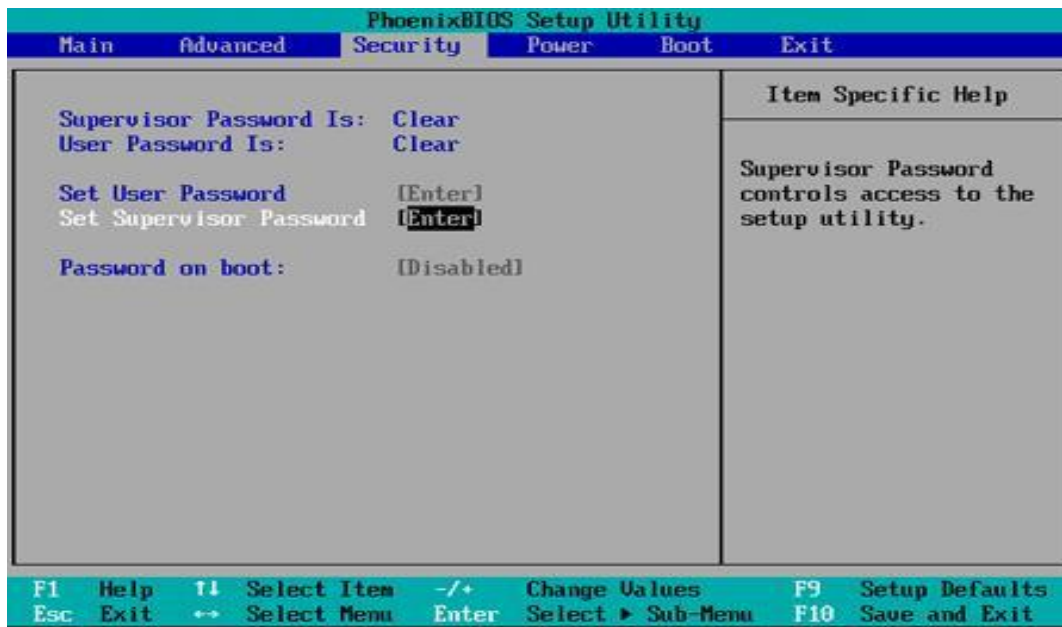 PhoenixBIOS Setup Utility
Main Advanced Security Power Boot Exit
Supervisor Password Is: Clear
User Password Is: Clear
Set User Password [Enter]
Set Supervisor Password [Enter]
Password on boot: [Disabled]
Item Specific Help
Supervisor Password
controls access to the
setup utility.
F1 Help ↑↓ Select Item -/+ Change Values F9 Setup Defaults
Esc Exit ↔ Select Menu Enter Select ▶ Sub-Menu F10 Save and Exit